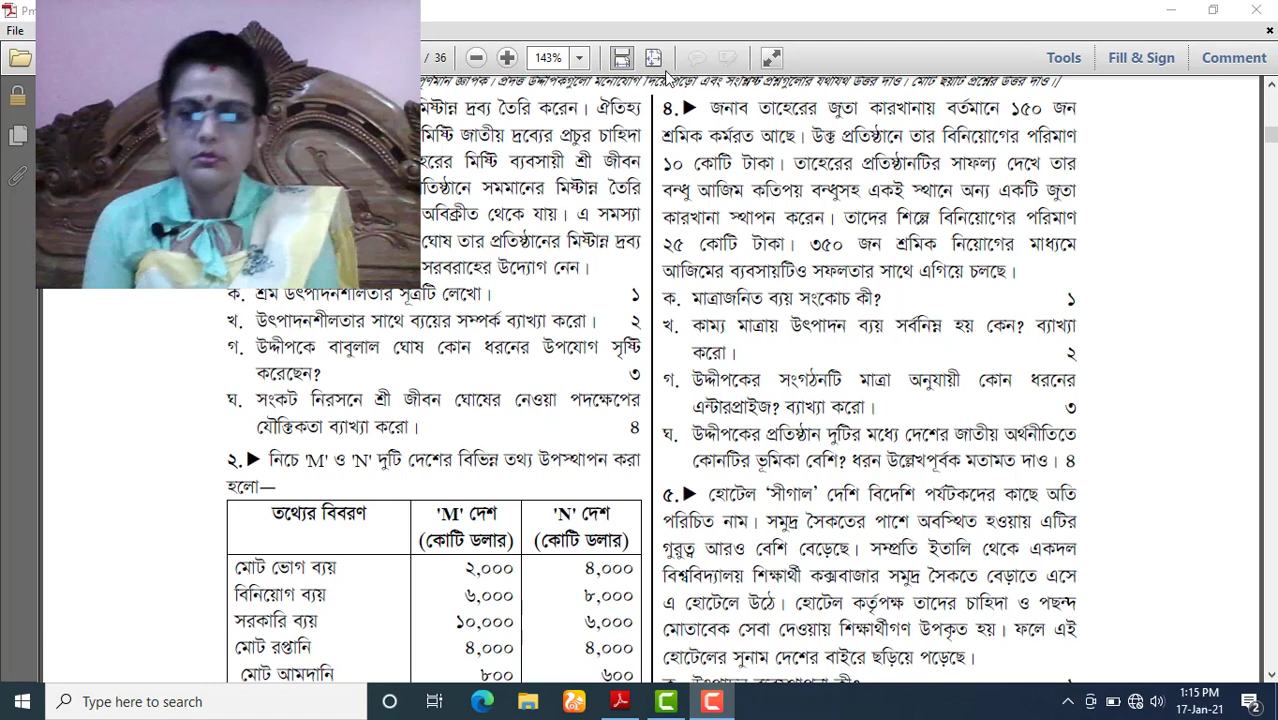 File
/ 36
143%
Tools
Fill & Sign
Comment
মিষ্টান্ন দ্রব্য তৈরি করেন। ঐতিহ্য
মিষ্টি জাতীয় দ্রব্যের প্রচুর চাহিদা
হরের মিষ্টি ব্যবসায়ী শ্রী জীবন
তিষ্ঠানে সমমানের মিষ্টান্ন তৈরি
অবিক্রীত থেকে যায়। এ সমস্যা
ঘোষ তার প্রতিষ্ঠানের মিষ্টান্ন দ্রব্য
সরবরাহের উদ্যোগ নেন।
ক. শ্রম উৎপাদনশীলতার সূত্রটি লেখো। ১
খ. উৎপাদনশীলতার সাথে ব্যয়ের সম্পর্ক ব্যাখ্যা করো। ২
গ. উদ্দীপকে বাবুলাল ঘোষ কোন ধরনের উপযোগ সৃষ্টি
করেছেন? ৩
ঘ. সংকট নিরসনে শ্রী জীবন ঘোষের নেওয়া পদক্ষেপের
যৌক্তিকতা ব্যাখ্যা করো। ৪
২.▶ নিচে 'M' ও 'N' দুটি দেশের বিভিন্ন তথ্য উপস্থাপন করা
হলো—
তথ্যের বিবরণ 'M' দেশ 'N' দেশ
(কোটি ডলার) (কোটি ডলার)
মোট ভোগ ব্যয় ২,০০০ ৪,০০০
বিনিয়োগ ব্যয় ৬,০০০ ৮,০০০
সরকারি ব্যয় ১০,০০০ ৬,০০০
মোট রপ্তানি ৪,০০০ ৪,০০০
মোট আমদানি ৮০০ ৬০০
৪.▶ জনাব তাহেরের জুতা কারখানায় বর্তমানে ১৫০ জন
শ্রমিক কর্মরত আছে। উক্ত প্রতিষ্ঠানে তার বিনিয়োগের পরিমাণ
১০ কোটি টাকা। তাহেরের প্রতিষ্ঠানটির সাফল্য দেখে তার
বন্ধু আজিম কতিপয় বন্ধুসহ একই স্থানে অন্য একটি জুতা
কারখানা স্থাপন করেন। তাদের শিল্পে বিনিয়োগের পরিমাণ
২৫ কোটি টাকা। ৩৫০ জন শ্রমিক নিয়োগের মাধ্যমে
আজিমের ব্যবসায়টিও সফলতার সাথে এগিয়ে চলছে।
ক. মাত্রাজনিত ব্যয় সংকোচ কী? ১
খ. কাম্য মাত্রায় উৎপাদন ব্যয় সর্বনিম্ন হয় কেন? ব্যাখ্যা
করো। ২
গ. উদ্দীপকের সংগঠনটি মাত্রা অনুযায়ী কোন ধরনের
এন্টারপ্রাইজ? ব্যাখ্যা করো। ৩
ঘ. উদ্দীপকের প্রতিষ্ঠান দুটির মধ্যে দেশের জাতীয় অর্থনীতিতে
কোনটির ভূমিকা বেশি? ধরন উল্লেখপূর্বক মতামত দাও। ৪
৫.▶ হোটেল ‘সীগাল’ দেশি বিদেশি পর্যটকদের কাছে অতি
পরিচিত নাম। সমুদ্র সৈকতের পাশে অবস্থিত হওয়ায় এটির
গুরুত্ব আরও বেশি বেড়েছে। সম্প্রতি ইতালি থেকে একদল
বিশ্ববিদ্যালয় শিক্ষার্থী কক্সবাজার সমুদ্র সৈকতে বেড়াতে এসে
এ হোটেলে উঠে। হোটেল কর্তৃপক্ষ তাদের চাহিদা ও পছন্দ
মোতাবেক সেবা দেওয়ায় শিক্ষার্থীগণ উপকৃত হয়। ফলে এই
হোটেলের সুনাম দেশের বাইরে ছড়িয়ে পড়েছে।
Type here to search
1:15 PM
17-Jan-21
2